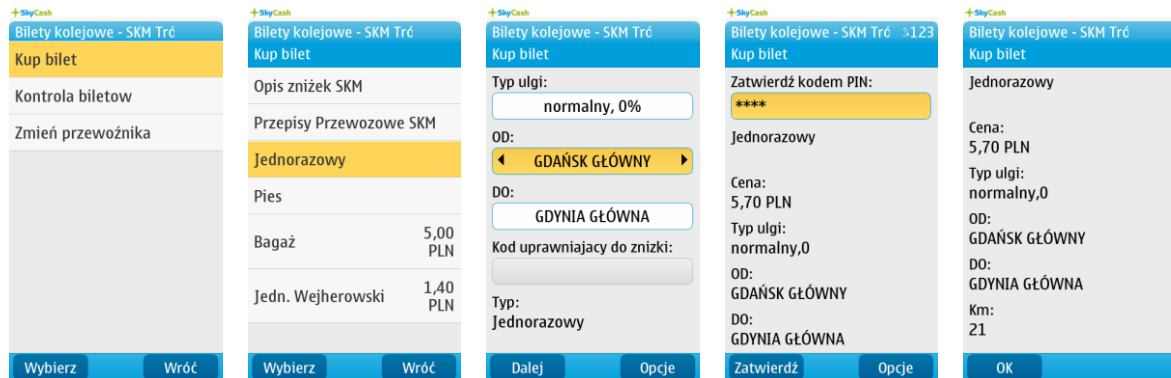 SkyCash
Bilety kolejowe - SKM Tró
Kup bilet
Kontrola biletow
Zmień przewoźnika
Wybierz
Wróć
SkyCash
Bilety kolejowe - SKM Tró
Kup bilet
Opis zniżek SKM
Przepisy Przewozowe SKM
Jednorazowy
Pies
Bagaż 5,00 PLN
Jedn. Wejherowski 1,40 PLN
Wybierz
Wróć
SkyCash
Bilety kolejowe - SKM Tró
Kup bilet
Typ ulgi:
normalny, 0%
OD:
GDAŃSK GŁÓWNY
DO:
GDYNIA GŁÓWNA
Kod uprawniajacy do znizki:
Typ:
Jednorazowy
Dalej
Opcje
SkyCash
Bilety kolejowe - SKM Tró 123
Kup bilet
Zatwierdź kodem PIN:
****
Jednorazowy
Cena:
5,70 PLN
Typ ulgi:
normalny,0
OD:
GDAŃSK GŁÓWNY
DO:
GDYNIA GŁÓWNA
Zatwierdź
Opcje
SkyCash
Bilety kolejowe - SKM Tró
Kup bilet
Jednorazowy
Cena:
5,70 PLN
Typ ulgi:
normalny,0
OD:
GDAŃSK GŁÓWNY
DO:
GDYNIA GŁÓWNA
Km:
21
OK